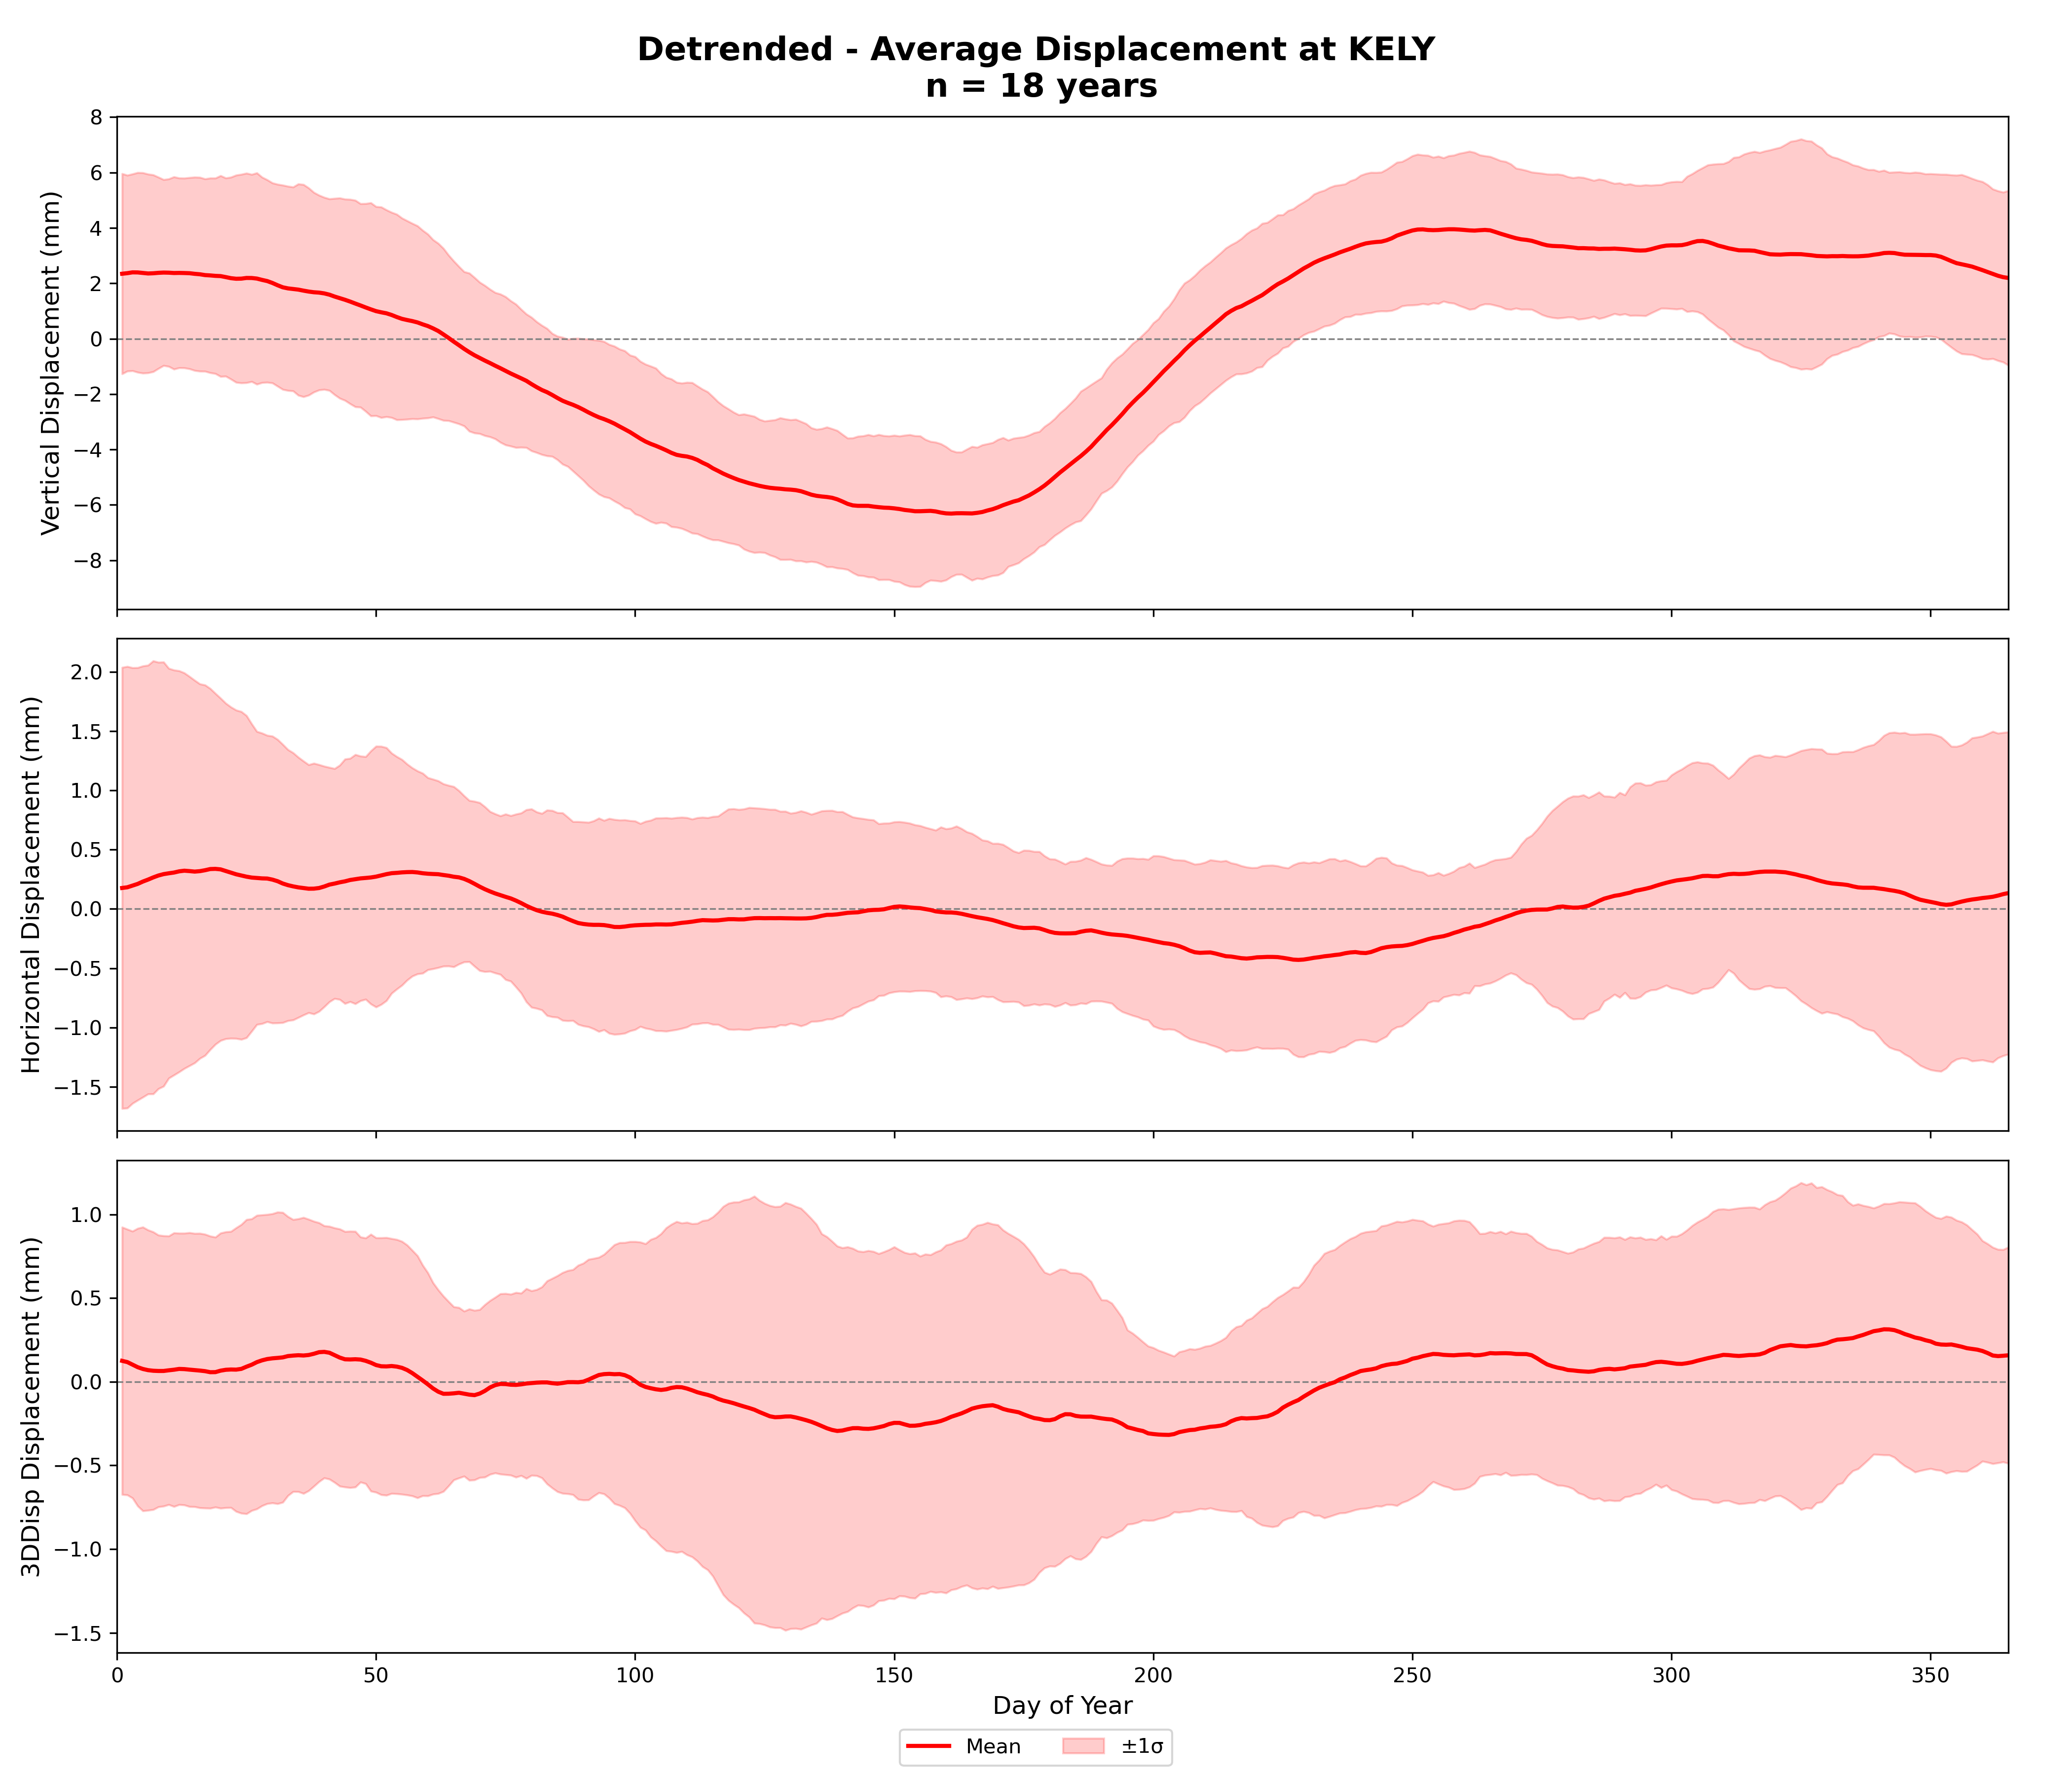 Detrended - Average Displacement at KELY
n = 18 years
Vertical Displacement (mm)
8
6
4
2
0
−2
−4
−6
−8
Horizontal Displacement (mm)
2.0
1.5
1.0
0.5
0.0
−0.5
−1.0
−1.5
3DDisp Displacement (mm)
1.0
0.5
0.0
−0.5
−1.0
−1.5
0 50 100 150 200 250 300 350
Day of Year
Mean ±1σ